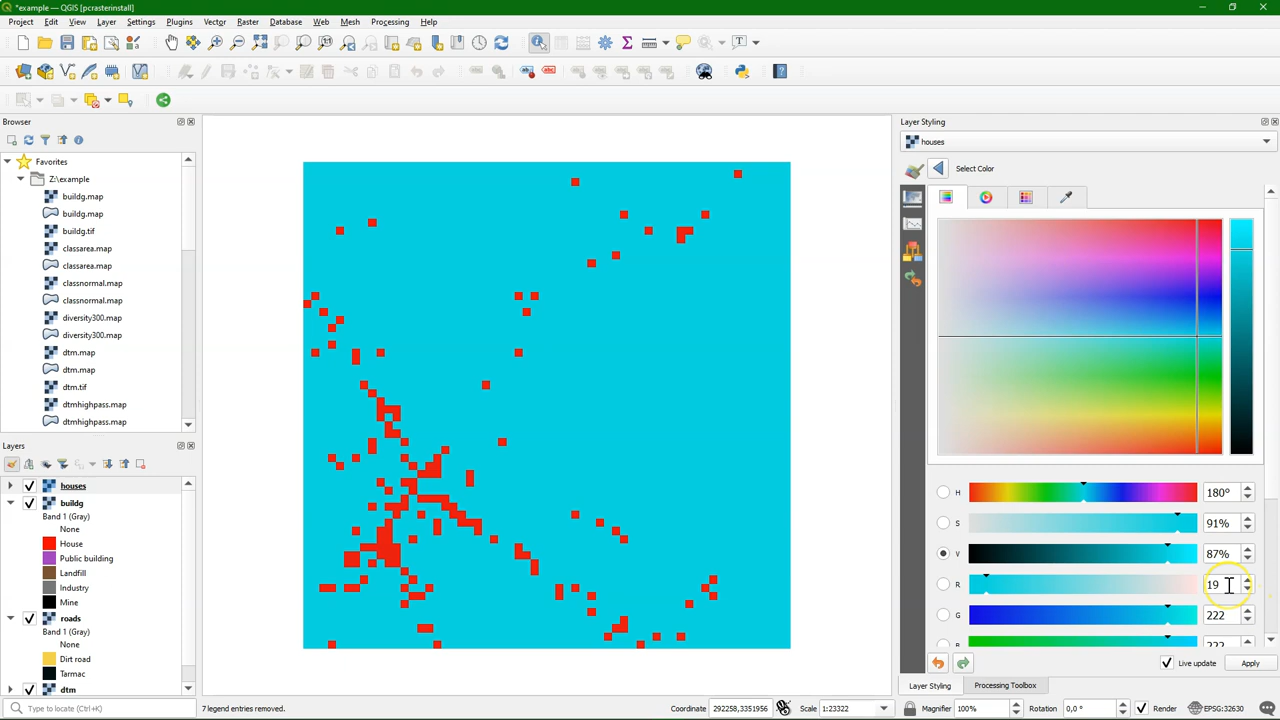 *example — QGIS [pcrasterinstall]
Project Edit View Layer Settings Plugins Vector Raster Database Web Mesh Processing Help
Browser
Favorites
Z:\example
buildg.map
buildg.map
buildg.tif
classarea.map
classarea.map
classnormal.map
classnormal.map
diversity300.map
diversity300.map
dtm.map
dtm.map
dtm.tif
dtmhighpass.map
dtmhighpass.map
Layers
houses
buildg
Band 1 (Gray)
None
House
Public building
Landfill
Industry
Mine
roads
Band 1 (Gray)
None
Dirt road
Tarmac
dtm
Layer Styling
houses
Select Color
H 180°
S 91%
V 87%
R 19
G 222
B 222
Live update Apply
Layer Styling Processing Toolbox
Type to locate (Ctrl+K) 7 legend entries removed. Coordinate 292258,3351956 Scale 1:23322 Magnifier 100% Rotation 0,0 ° Render EPSG:32630